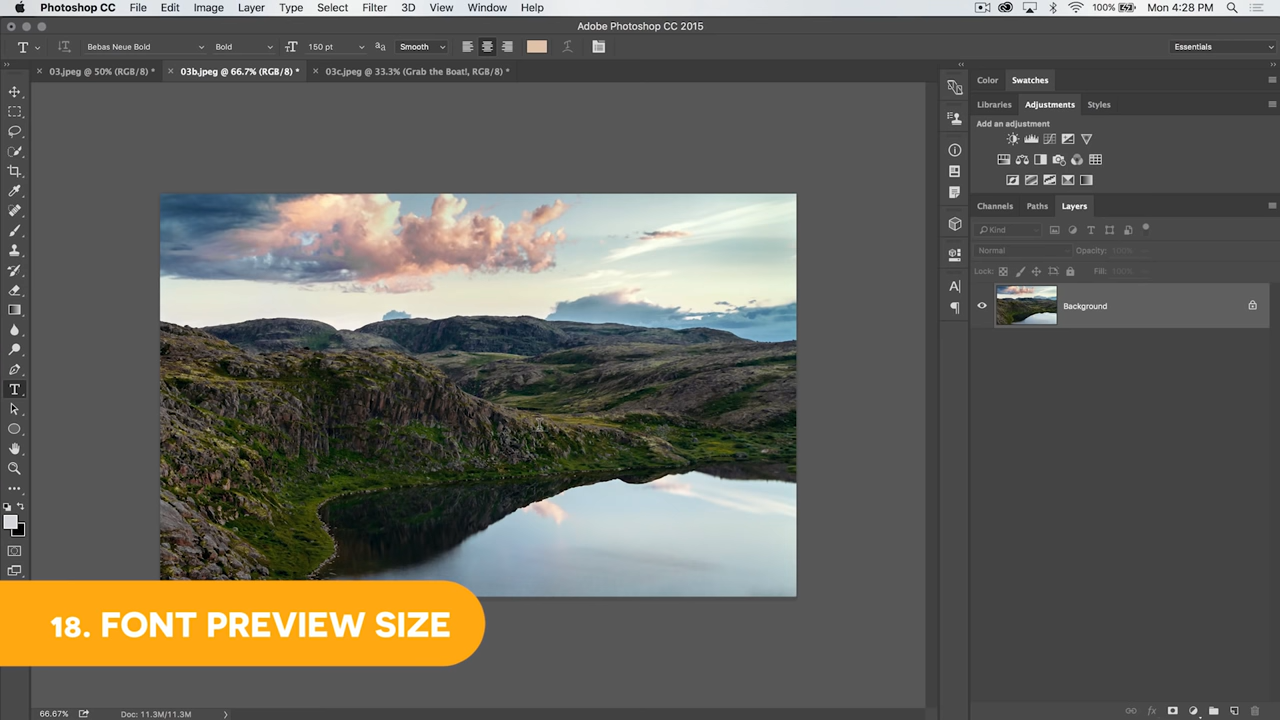 Photoshop CC File Edit Image Layer Type Select Filter 3D View Window Help 100% Mon 4:28 PM
Adobe Photoshop CC 2015
T Bebas Neue Bold Bold 150 pt aa Smooth Essentials
03.jpeg @ 50% (RGB/8) * 03b.jpeg @ 66.7% (RGB/8) * 03c.jpeg @ 33.3% (Grab the Boat!, RGB/8) *
Color Swatches
Libraries Adjustments Styles
Add an adjustment
Channels Paths Layers
Kind
Normal Opacity: 100%
Lock: Fill: 100%
Background
18. FONT PREVIEW SIZE
66.67% Doc: 11.3M/11.3M